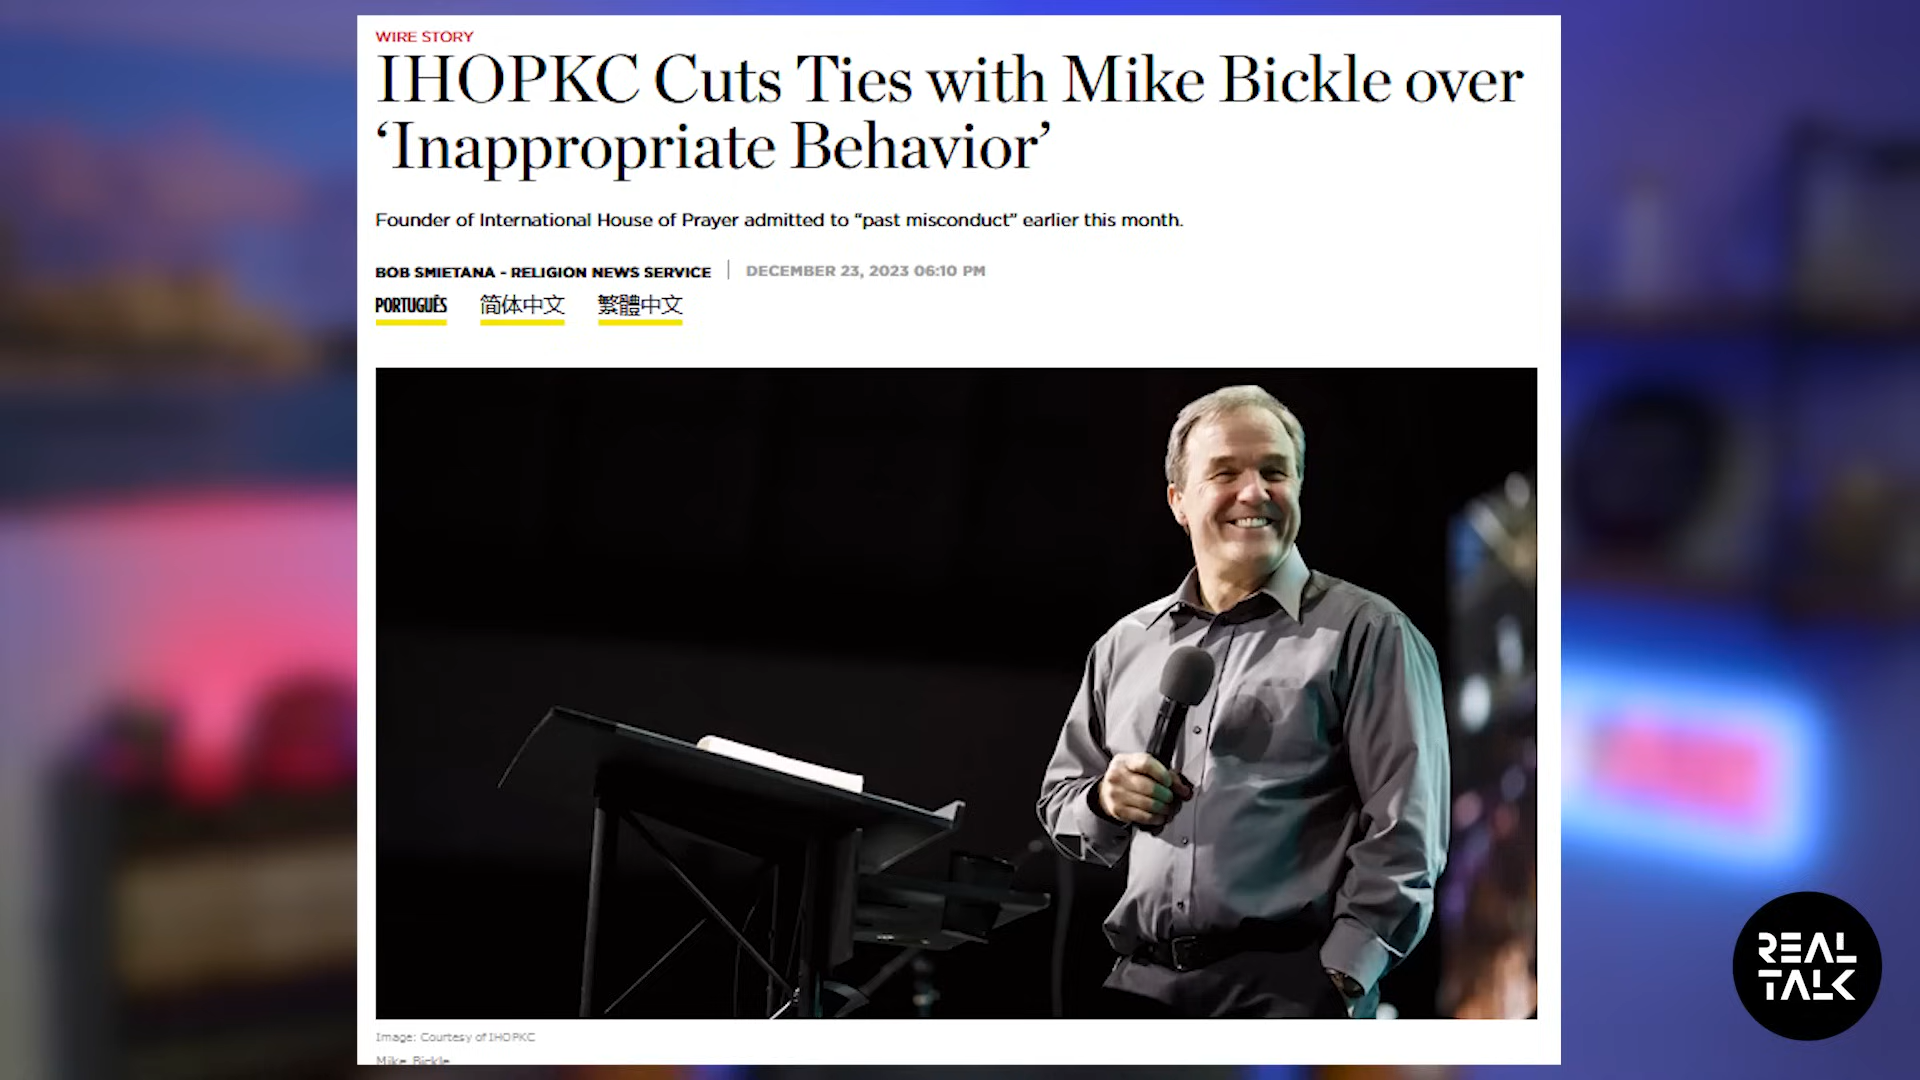 WIRE STORY
IHOPKC Cuts Ties with Mike Bickle over
‘Inappropriate Behavior’
Founder of International House of Prayer admitted to “past misconduct” earlier this month.
BOB SMIETANA - RELIGION NEWS SERVICE | DECEMBER 23, 2023 06:10 PM
PORTUGUÊS 简体中文 繁體中文
Image: Courtesy of IHOPKC
Mike Bickle
REAL
TALK